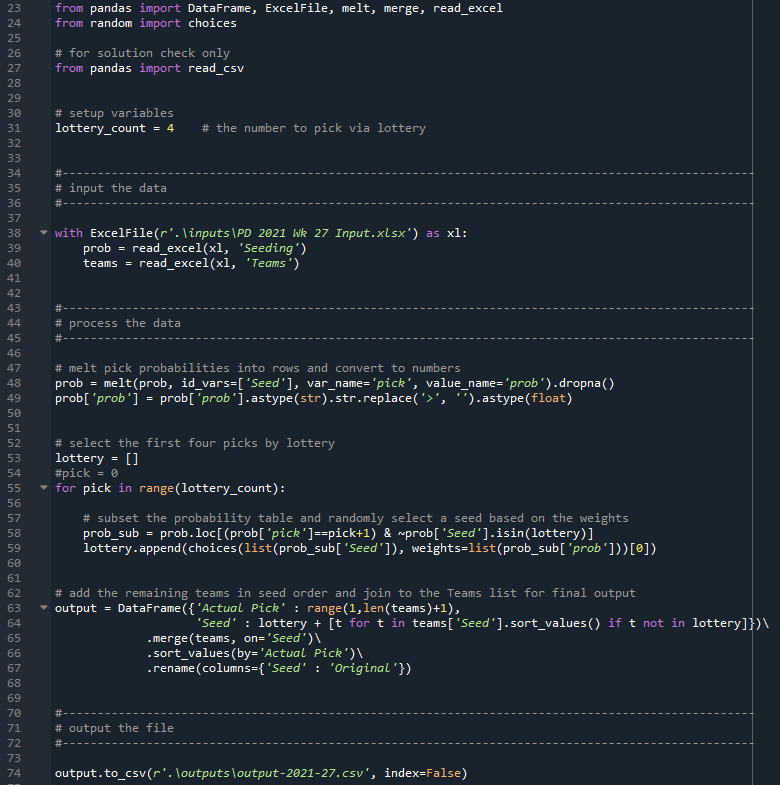 23 from pandas import DataFrame, ExcelFile, melt, merge, read_excel
24 from random import choices
25
26 # for solution check only
27 from pandas import read_csv
28
29
30 # setup variables
31 lottery_count = 4    # the number to pick via lottery
32
33
34 #---------------------------------------------------------------------------------------------------
35 # input the data
36 #---------------------------------------------------------------------------------------------------
37
38 with ExcelFile(r'.\inputs\PD 2021 Wk 27 Input.xlsx') as xl:
39     prob = read_excel(xl, 'Seeding')
40     teams = read_excel(xl, 'Teams')
41
42
43 #---------------------------------------------------------------------------------------------------
44 # process the data
45 #---------------------------------------------------------------------------------------------------
46
47 # melt pick probabilities into rows and convert to numbers
48 prob = melt(prob, id_vars=['Seed'], var_name='pick', value_name='prob').dropna()
49 prob['prob'] = prob['prob'].astype(str).str.replace('>', '').astype(float)
50
51
52 # select the first four picks by lottery
53 lottery = []
54 #pick = 0
55 for pick in range(lottery_count):
56
57     # subset the probability table and randomly select a seed based on the weights
58     prob_sub = prob.loc[(prob['pick']==pick+1) & ~prob['Seed'].isin(lottery)]
59     lottery.append(choices(list(prob_sub['Seed']), weights=list(prob_sub['prob']))[0])
60
61
62 # add the remaining teams in seed order and join to the Teams list for final output
63 output = DataFrame({'Actual Pick' : range(1,len(teams)+1),
64                     'Seed' : lottery + [t for t in teams['Seed'].sort_values() if t not in lottery]})\
65              .merge(teams, on='Seed')\
66              .sort_values(by='Actual Pick')\
67              .rename(columns={'Seed' : 'Original'})
68
69
70 #---------------------------------------------------------------------------------------------------
71 # output the file
72 #---------------------------------------------------------------------------------------------------
73
74 output.to_csv(r'.\outputs\output-2021-27.csv', index=False)